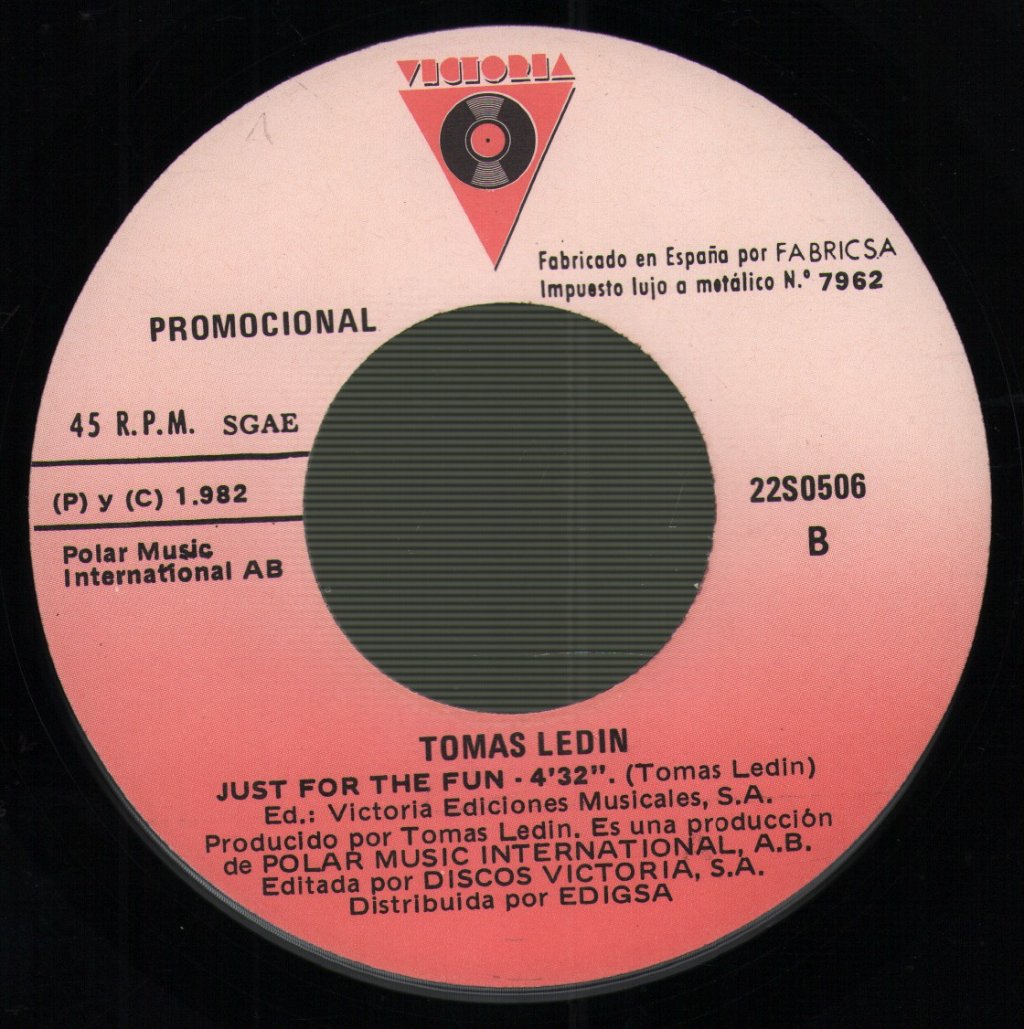 VICTORIA
Fabricado en España por FABRICSA
Impuesto lujo a metálico N.º 7962
PROMOCIONAL
45 R.P.M. SGAE
(P) y (C) 1.982
Polar Music
International AB
22S0506
B
TOMAS LEDIN
JUST FOR THE FUN - 4'32". (Tomas Ledin)
Ed.: Victoria Ediciones Musicales, S.A.
Producido por Tomas Ledin. Es una producción
de POLAR MUSIC INTERNATIONAL, A.B.
Editada por DISCOS VICTORIA, S.A.
Distribuida por EDIGSA